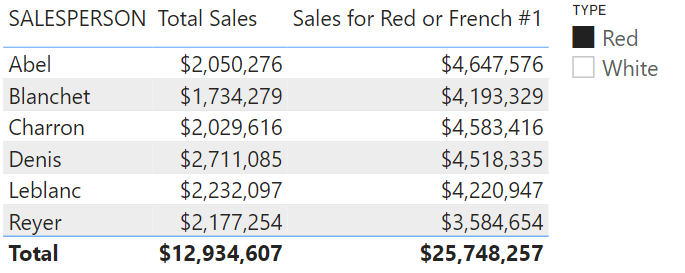 SALESPERSON Total Sales Sales for Red or French #1
Abel $2,050,276 $4,647,576
Blanchet $1,734,279 $4,193,329
Charron $2,029,616 $4,583,416
Denis $2,711,085 $4,518,335
Leblanc $2,232,097 $4,220,947
Reyer $2,177,254 $3,584,654
Total $12,934,607 $25,748,257
TYPE
Red
White